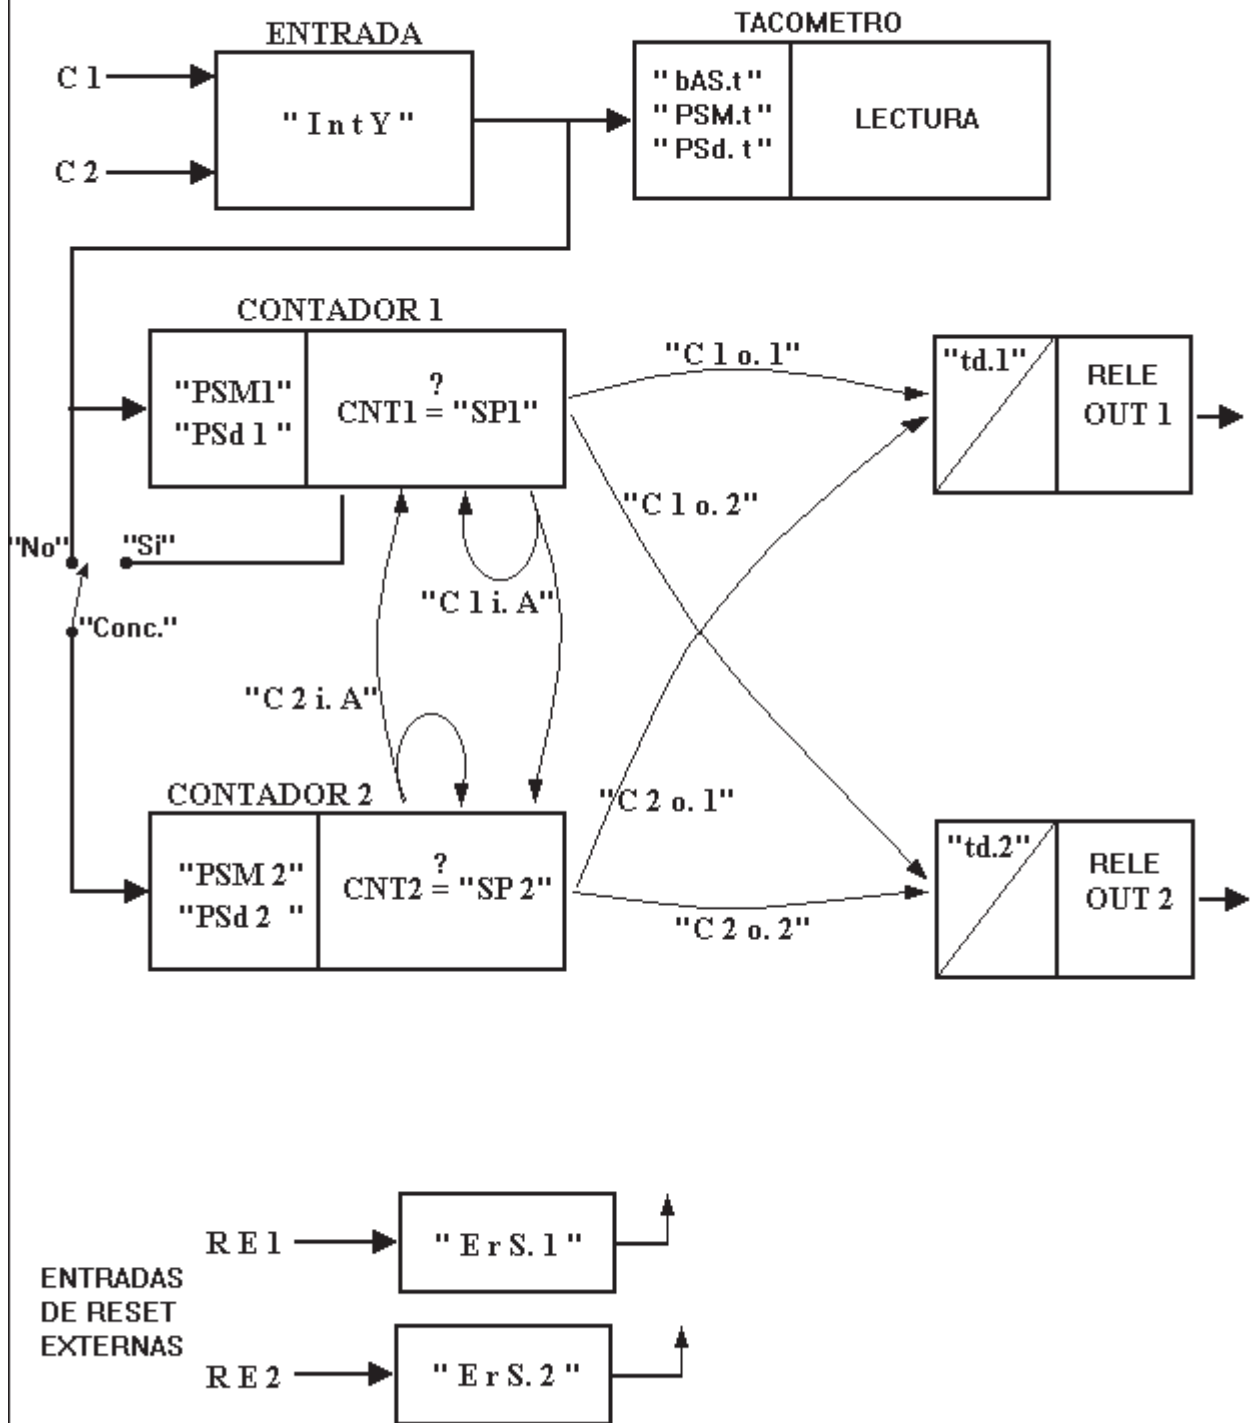 ENTRADA
C 1
C 2
" I n t Y "
TACOMETRO
" bAS.t"
" PSM.t"
" PSd. t "
LECTURA
CONTADOR 1
"PSM1"
"PSd 1 "
?
CNT1 = "SP1"
"C 1 o. 1"
"C 1 o. 2"
"td.1"
RELE
OUT 1
"No"
"Si"
"Conc."
"C 1 i. A"
"C 2 i. A"
CONTADOR 2
"PSM 2"
"PSd 2 "
?
CNT2 = "SP 2"
"C 2 o. 1"
"C 2 o. 2"
"td.2"
RELE
OUT 2
ENTRADAS
DE RESET
EXTERNAS
R E 1
" E r S. 1 "
R E 2
" E r S. 2 "